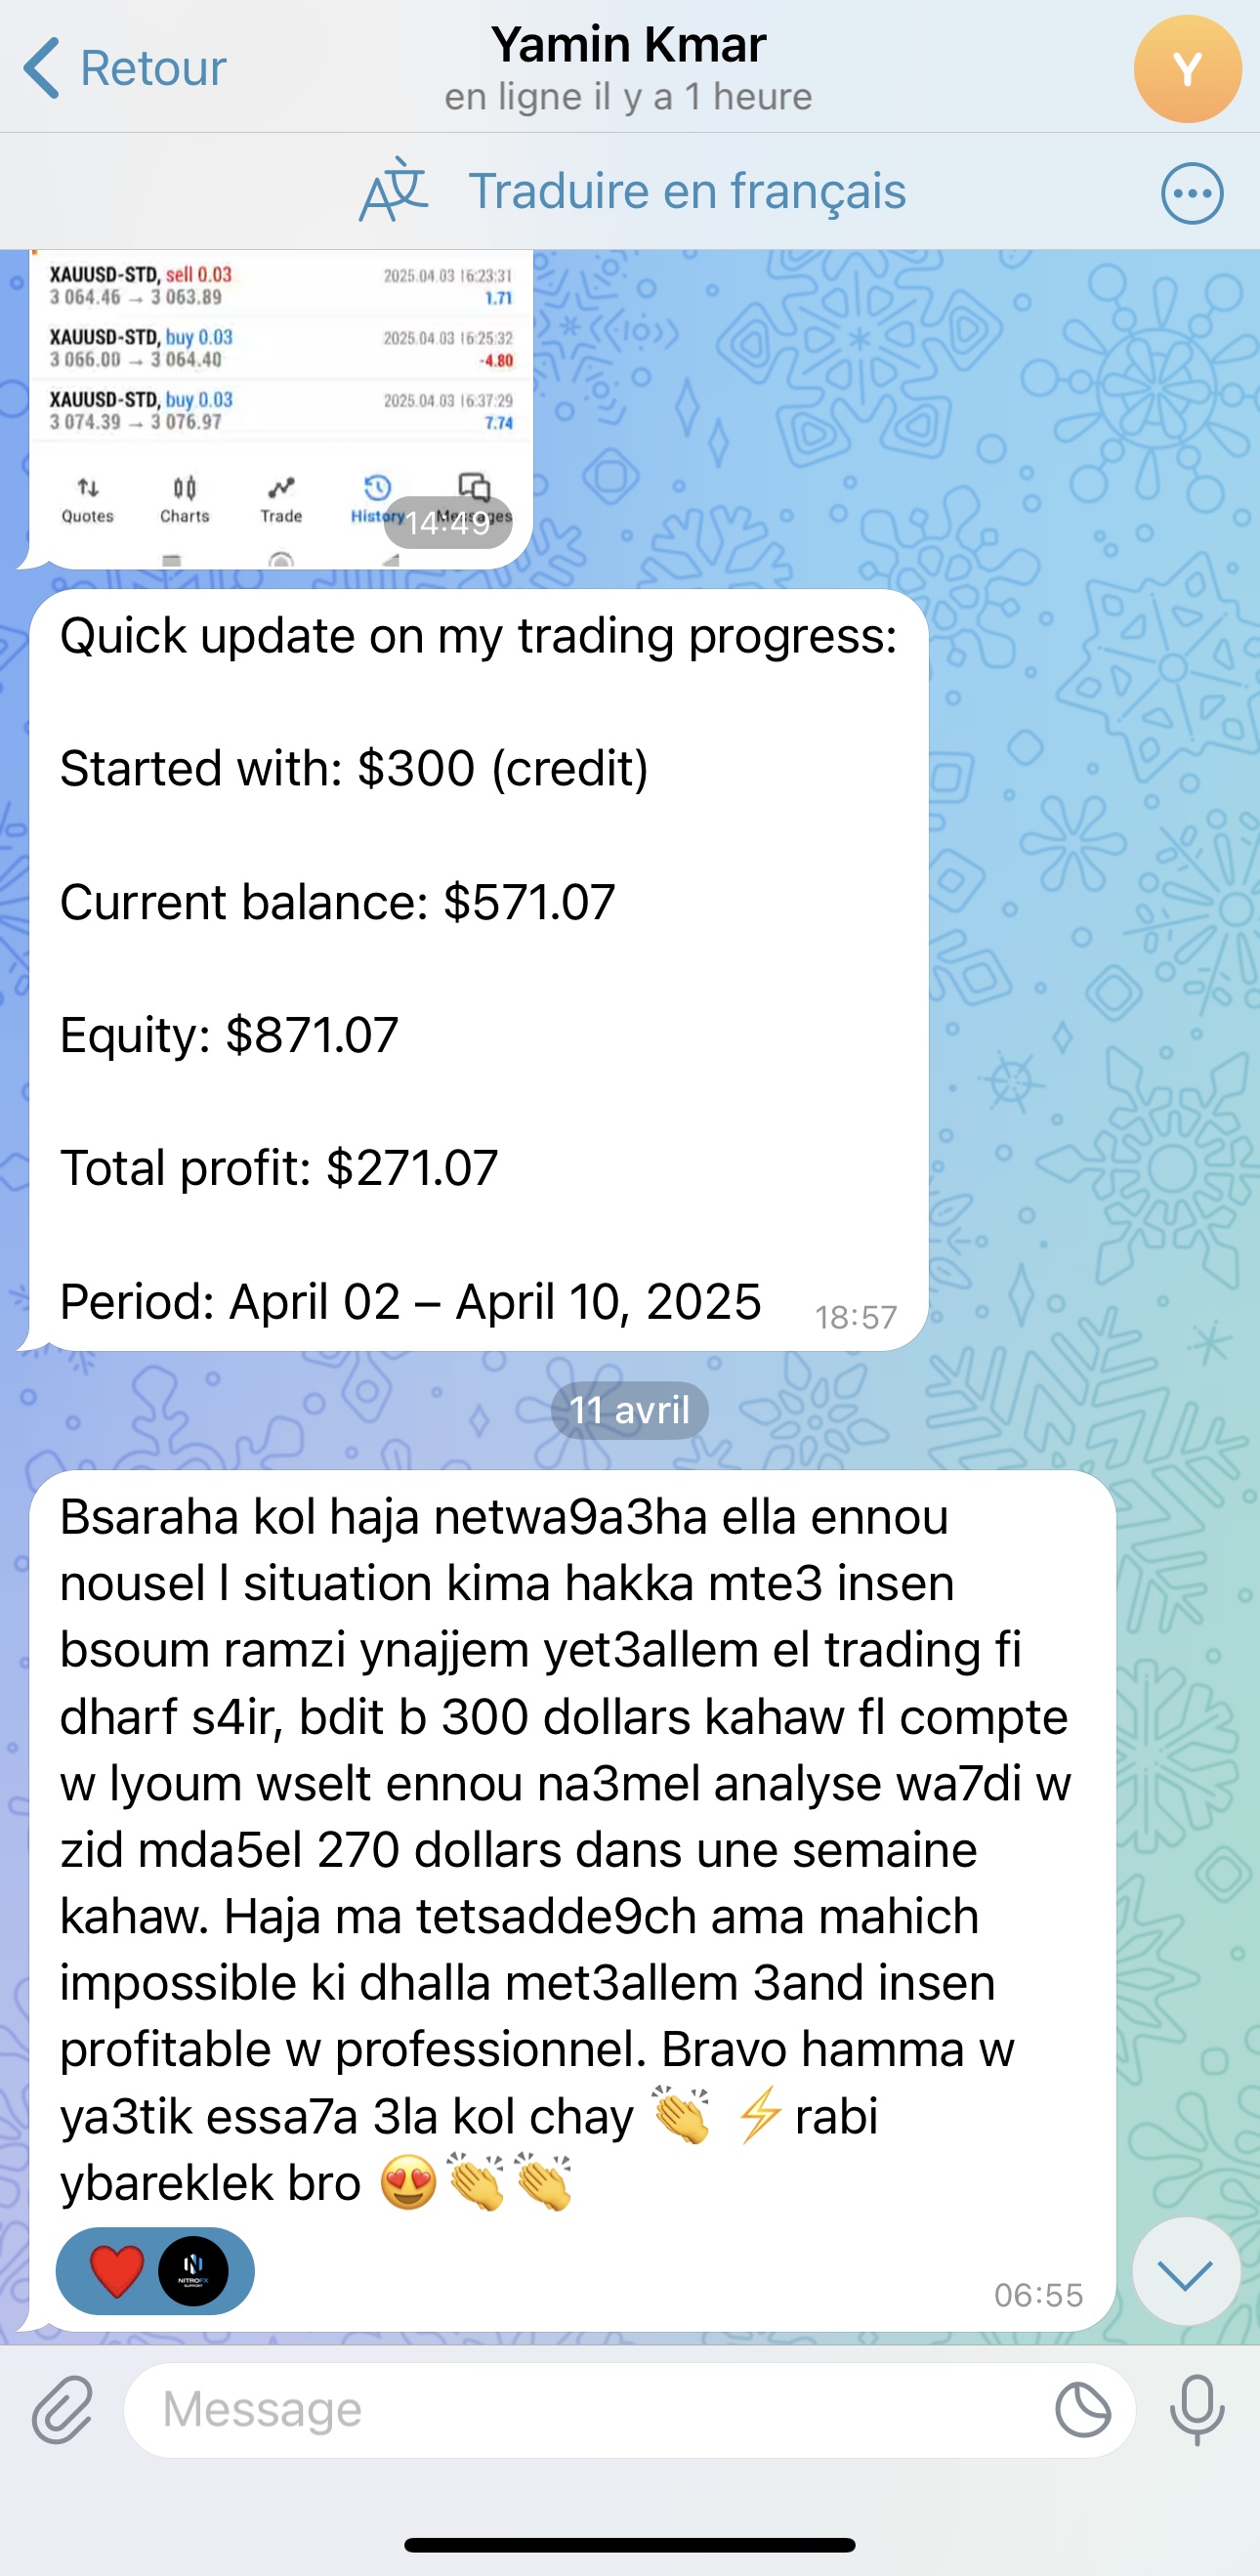 Retour
Yamin Kmar
en ligne il y a 1 heure
Y
Traduire en français
XAUUSD-STD, sell 0.03
2025.04.03 16:23:31
3 064.46 → 3 063.89
1.71
XAUUSD-STD, buy 0.03
2025.04.03 16:25:32
3 066.00 → 3 064.40
-4.80
XAUUSD-STD, buy 0.03
2025.04.03 16:37:29
3 074.39 → 3 076.97
7.74
Quotes Charts Trade History Messages
14:49
Quick update on my trading progress:
Started with: $300 (credit)
Current balance: $571.07
Equity: $871.07
Total profit: $271.07
Period: April 02 – April 10, 2025
18:57
11 avril
Bsaraha kol haja netwa9a3ha ella ennou
nousel l situation kima hakka mte3 insen
bsoum ramzi ynajjem yet3allem el trading fi
dharf s4ir, bdit b 300 dollars kahaw fl compte
w lyoum wselt ennou na3mel analyse wa7di w
zid mda5el 270 dollars dans une semaine
kahaw. Haja ma tetsadde9ch ama mahich
impossible ki dhalla met3allem 3and insen
profitable w professionnel. Bravo hamma w
ya3tik essa7a 3la kol chay 👏 ⚡ rabi
ybareklek bro 😍👏👏
❤️
NITROFX
SUPPORT
06:55
Message